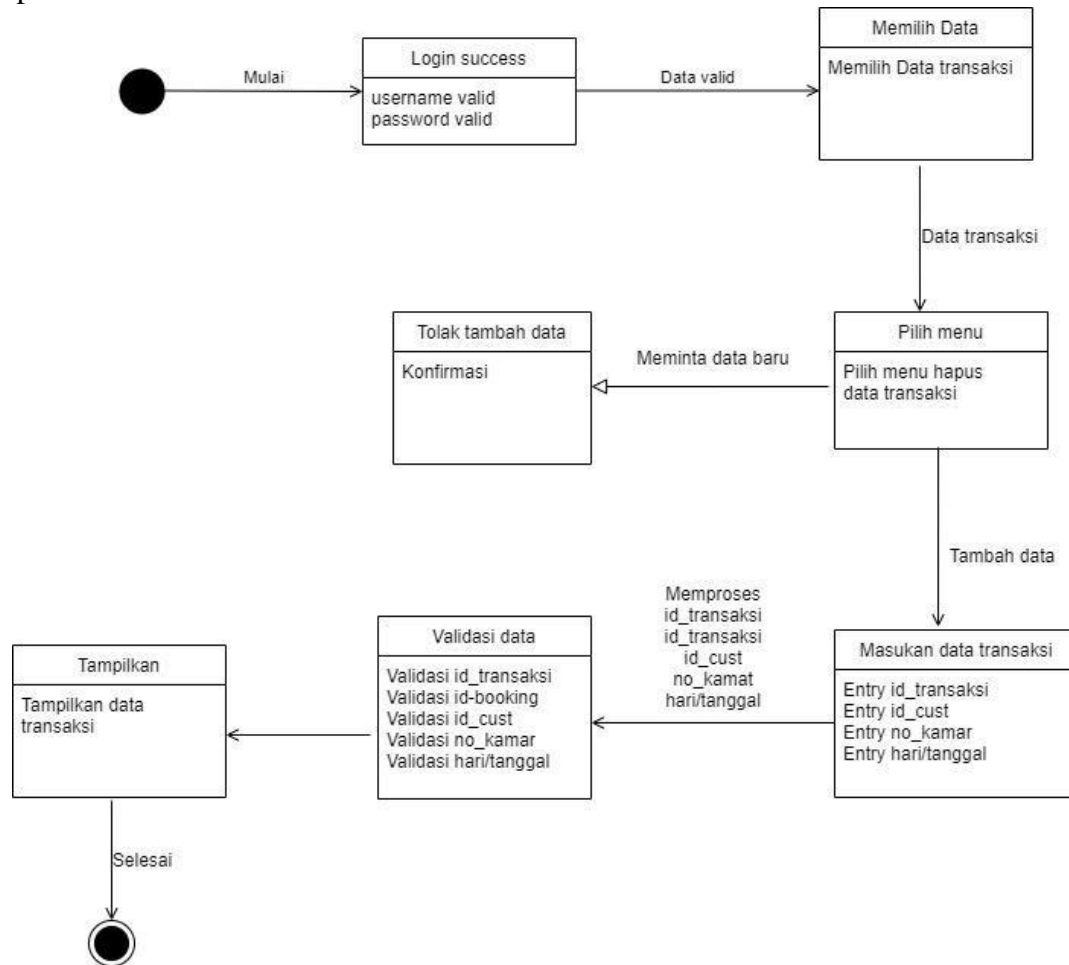 Memilih Data
Memilih Data transaksi
Mulai
Login success
username valid
password valid
Data valid
Data transaksi
Tolak tambah data
Konfirmasi
Meminta data baru
Pilih menu
Pilih menu hapus
data transaksi
Tambah data
Memproses
id_transaksi
id_transaksi
id_cust
no_kamat
hari/tanggal
Masukan data transaksi
Entry id_transaksi
Entry id_cust
Entry no_kamar
Entry hari/tanggal
Validasi data
Validasi id_transaksi
Validasi id-booking
Validasi id_cust
Validasi no_kamar
Validasi hari/tanggal
Tampilkan
Tampilkan data
transaksi
Selesai